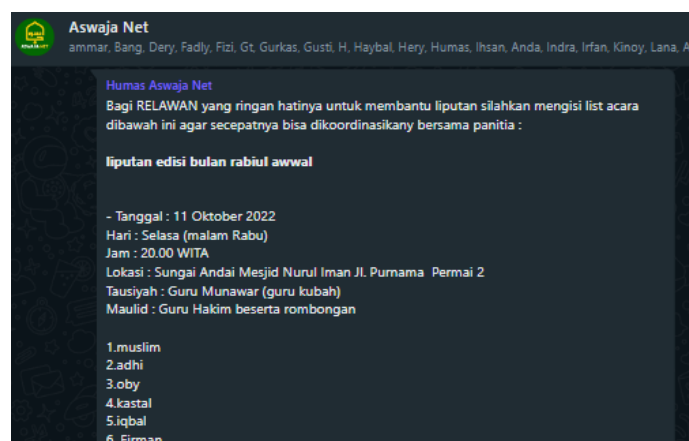 Aswaja Net
ammar, Bang, Dery, Fadly, Fizi, Gt, Gurkas, Gusti, H, Haybal, Hery, Humas, Ihsan, Anda, Indra, Irfan, Kinoy, Lana, A
Humas Aswaja Net
Bagi RELAWAN yang ringan hatinya untuk membantu liputan silahkan mengisi list acara
dibawah ini agar secepatnya bisa dikoordinasikany bersama panitia :
liputan edisi bulan rabiul awwal
- Tanggal : 11 Oktober 2022
Hari : Selasa (malam Rabu)
Jam : 20.00 WITA
Lokasi : Sungai Andai Mesjid Nurul Iman Jl. Purnama Permai 2
Tausiyah : Guru Munawar (guru kubah)
Maulid : Guru Hakim beserta rombongan
1.muslim
2.adhi
3.oby
4.kastal
5.iqbal
6. Firman